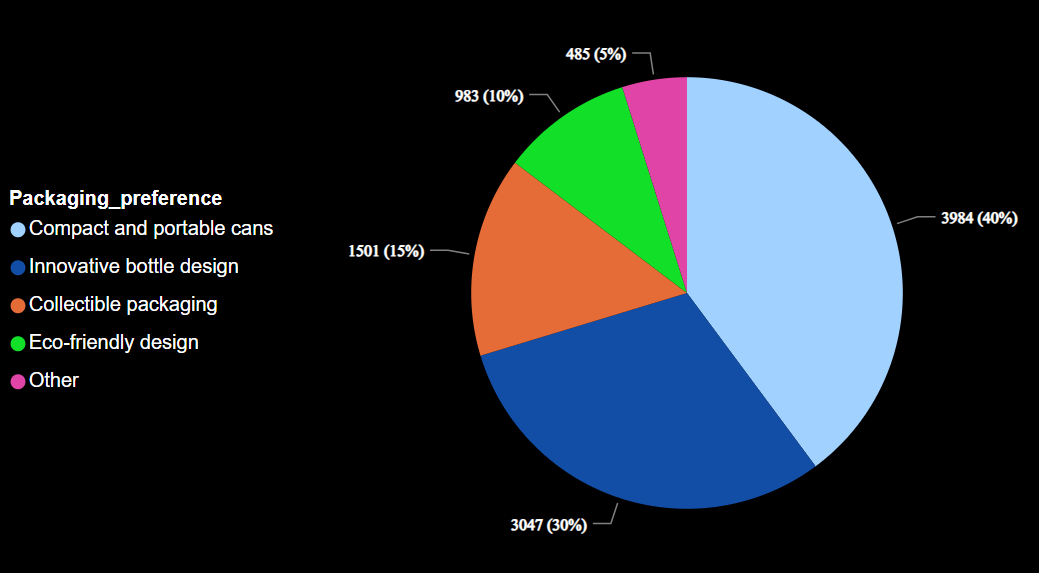 Packaging_preference
Compact and portable cans
Innovative bottle design
Collectible packaging
Eco-friendly design
Other
485 (5%)
983 (10%)
3984 (40%)
1501 (15%)
3047 (30%)